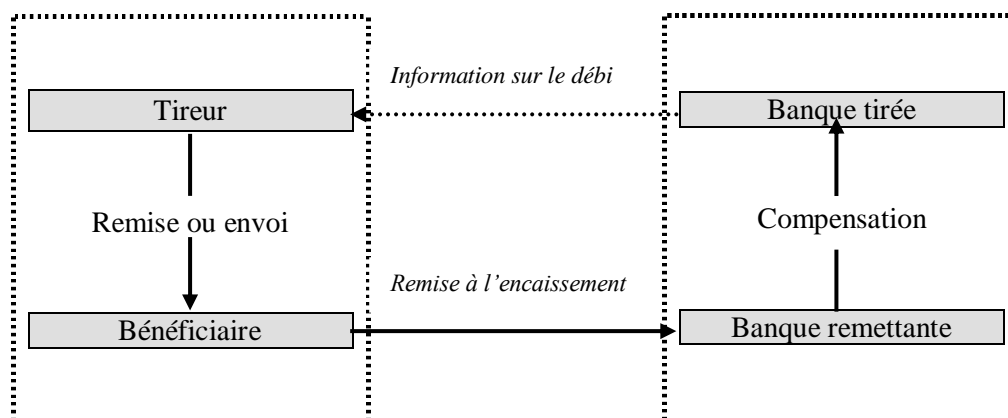 Information sur le débi
Tireur
Banque tirée
Remise ou envoi
Compensation
Remise à l'encaissement
Bénéficiaire
Banque remettante